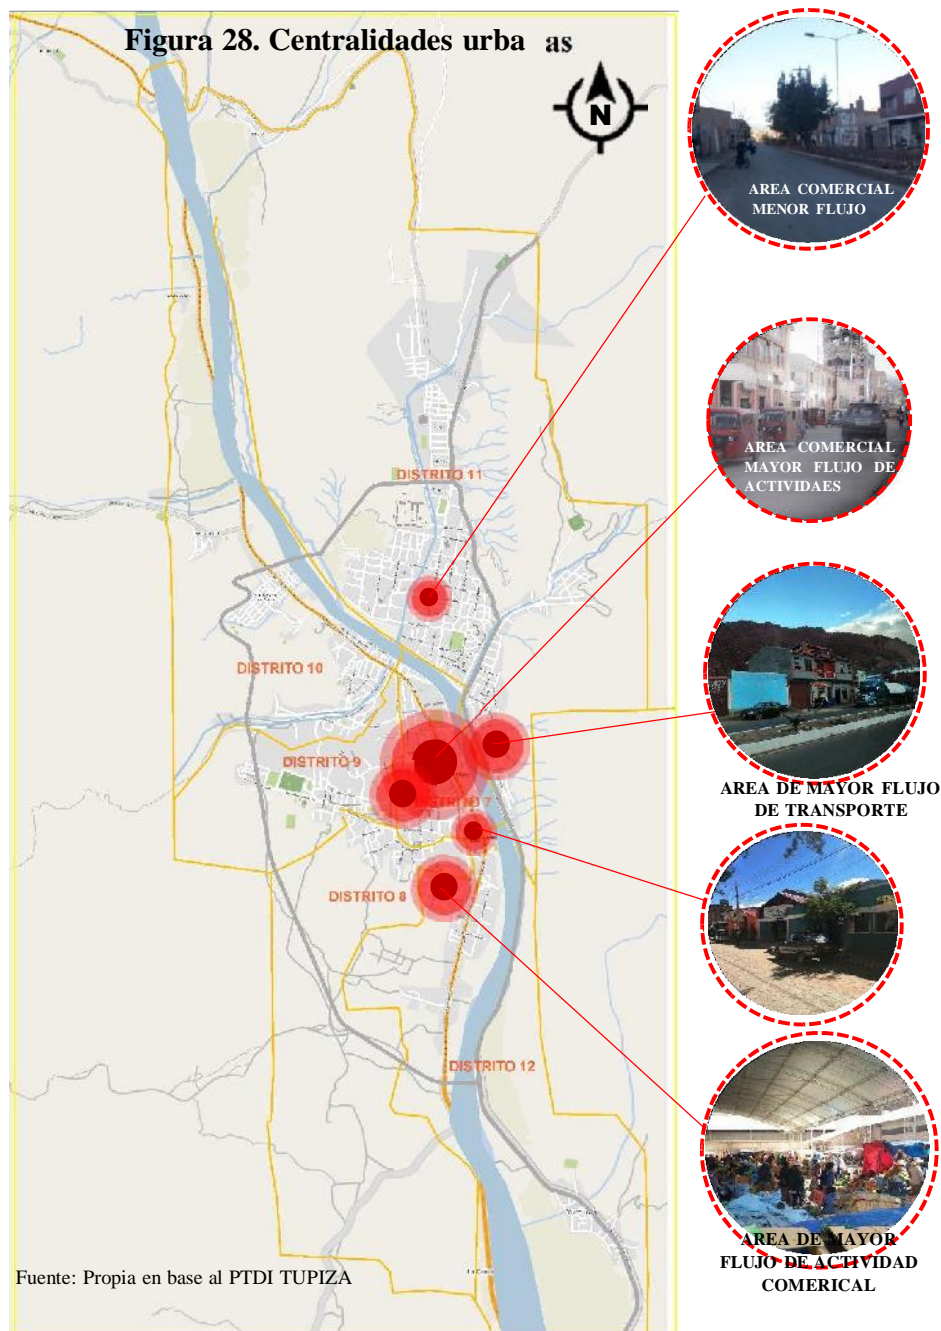 Figura 28. Centralidades urba as
N
AREA COMERCIAL
MENOR FLUJO
AREA COMERCIAL
MAYOR FLUJO DE
ACTIVIDAES
DISTRITO 11
DISTRITO 10
DISTRITO 9
DISTRITO 7
AREA DE MAYOR FLUJO
DE TRANSPORTE
DISTRITO 8
DISTRITO 12
AREA DE MAYOR
FLUJO DE ACTIVIDAD
COMERICAL
Fuente: Propia en base al PTDI TUPIZA